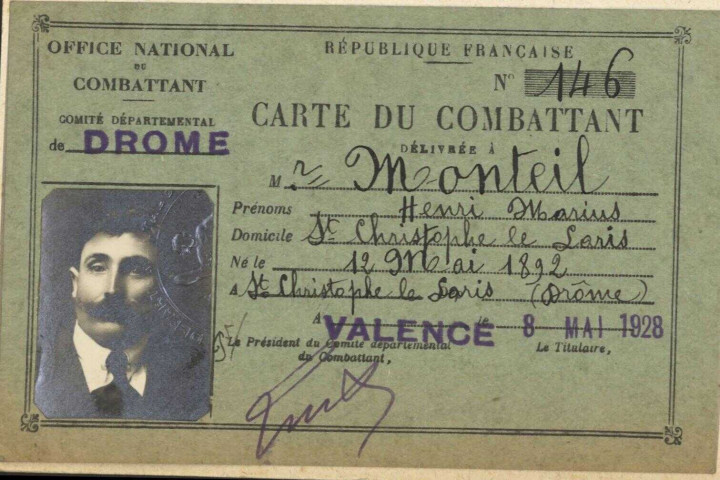 OFFICE NATIONAL
DU
COMBATTANT
COMITÉ DÉPARTEMENTAL
de DROME
RÉPUBLIQUE FRANÇAISE
N° 146
CARTE DU COMBATTANT
DÉLIVRÉE À
Mr Monteil
Prénoms Henri Marius
Domicile St Christophe le Laris
Né le 12 Mai 1892
A St Christophe le Laris (Drôme)
A VALENCE le 8 MAI 1928
Le Président du Comité départemental
du Combattant,
Le Titulaire,